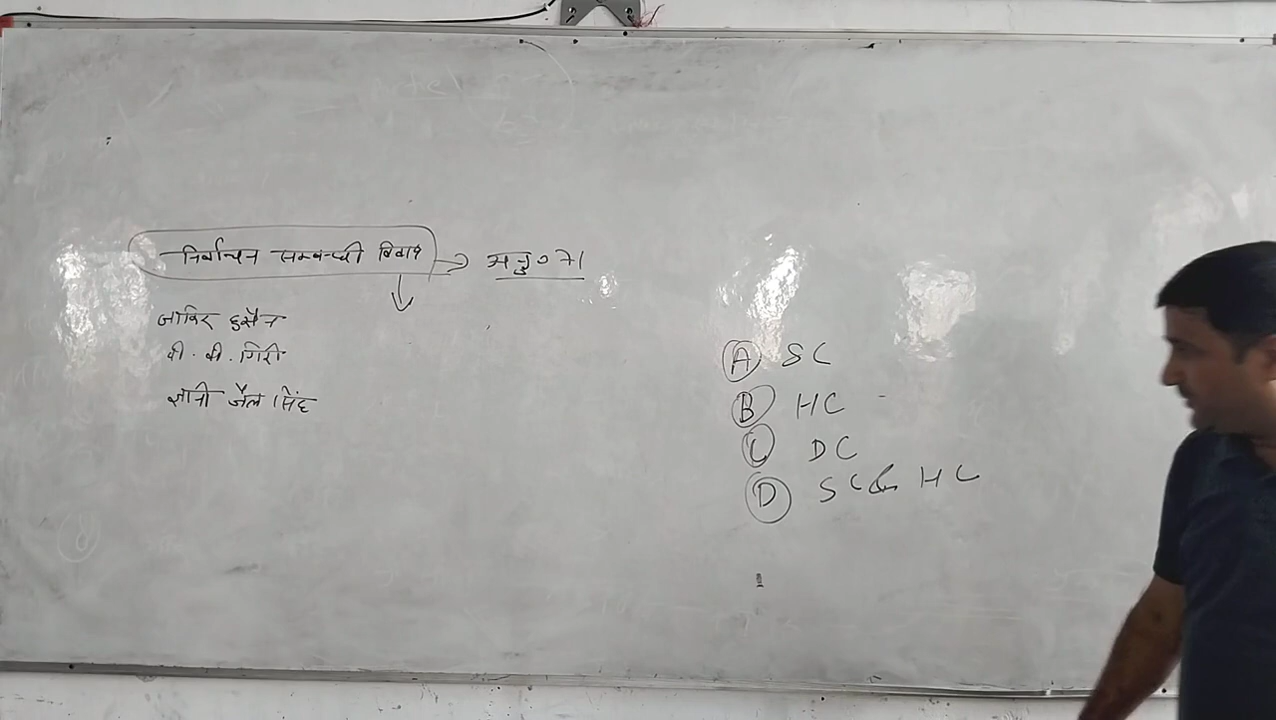 निर्वाचन सम्बन्धी विवाद → अनु० 71
जाकिर हुसैन
वी. वी. गिरी
ज्ञानी जैल सिंह
(A) SC
(B) HC
(C) DC
(D) SC & HC